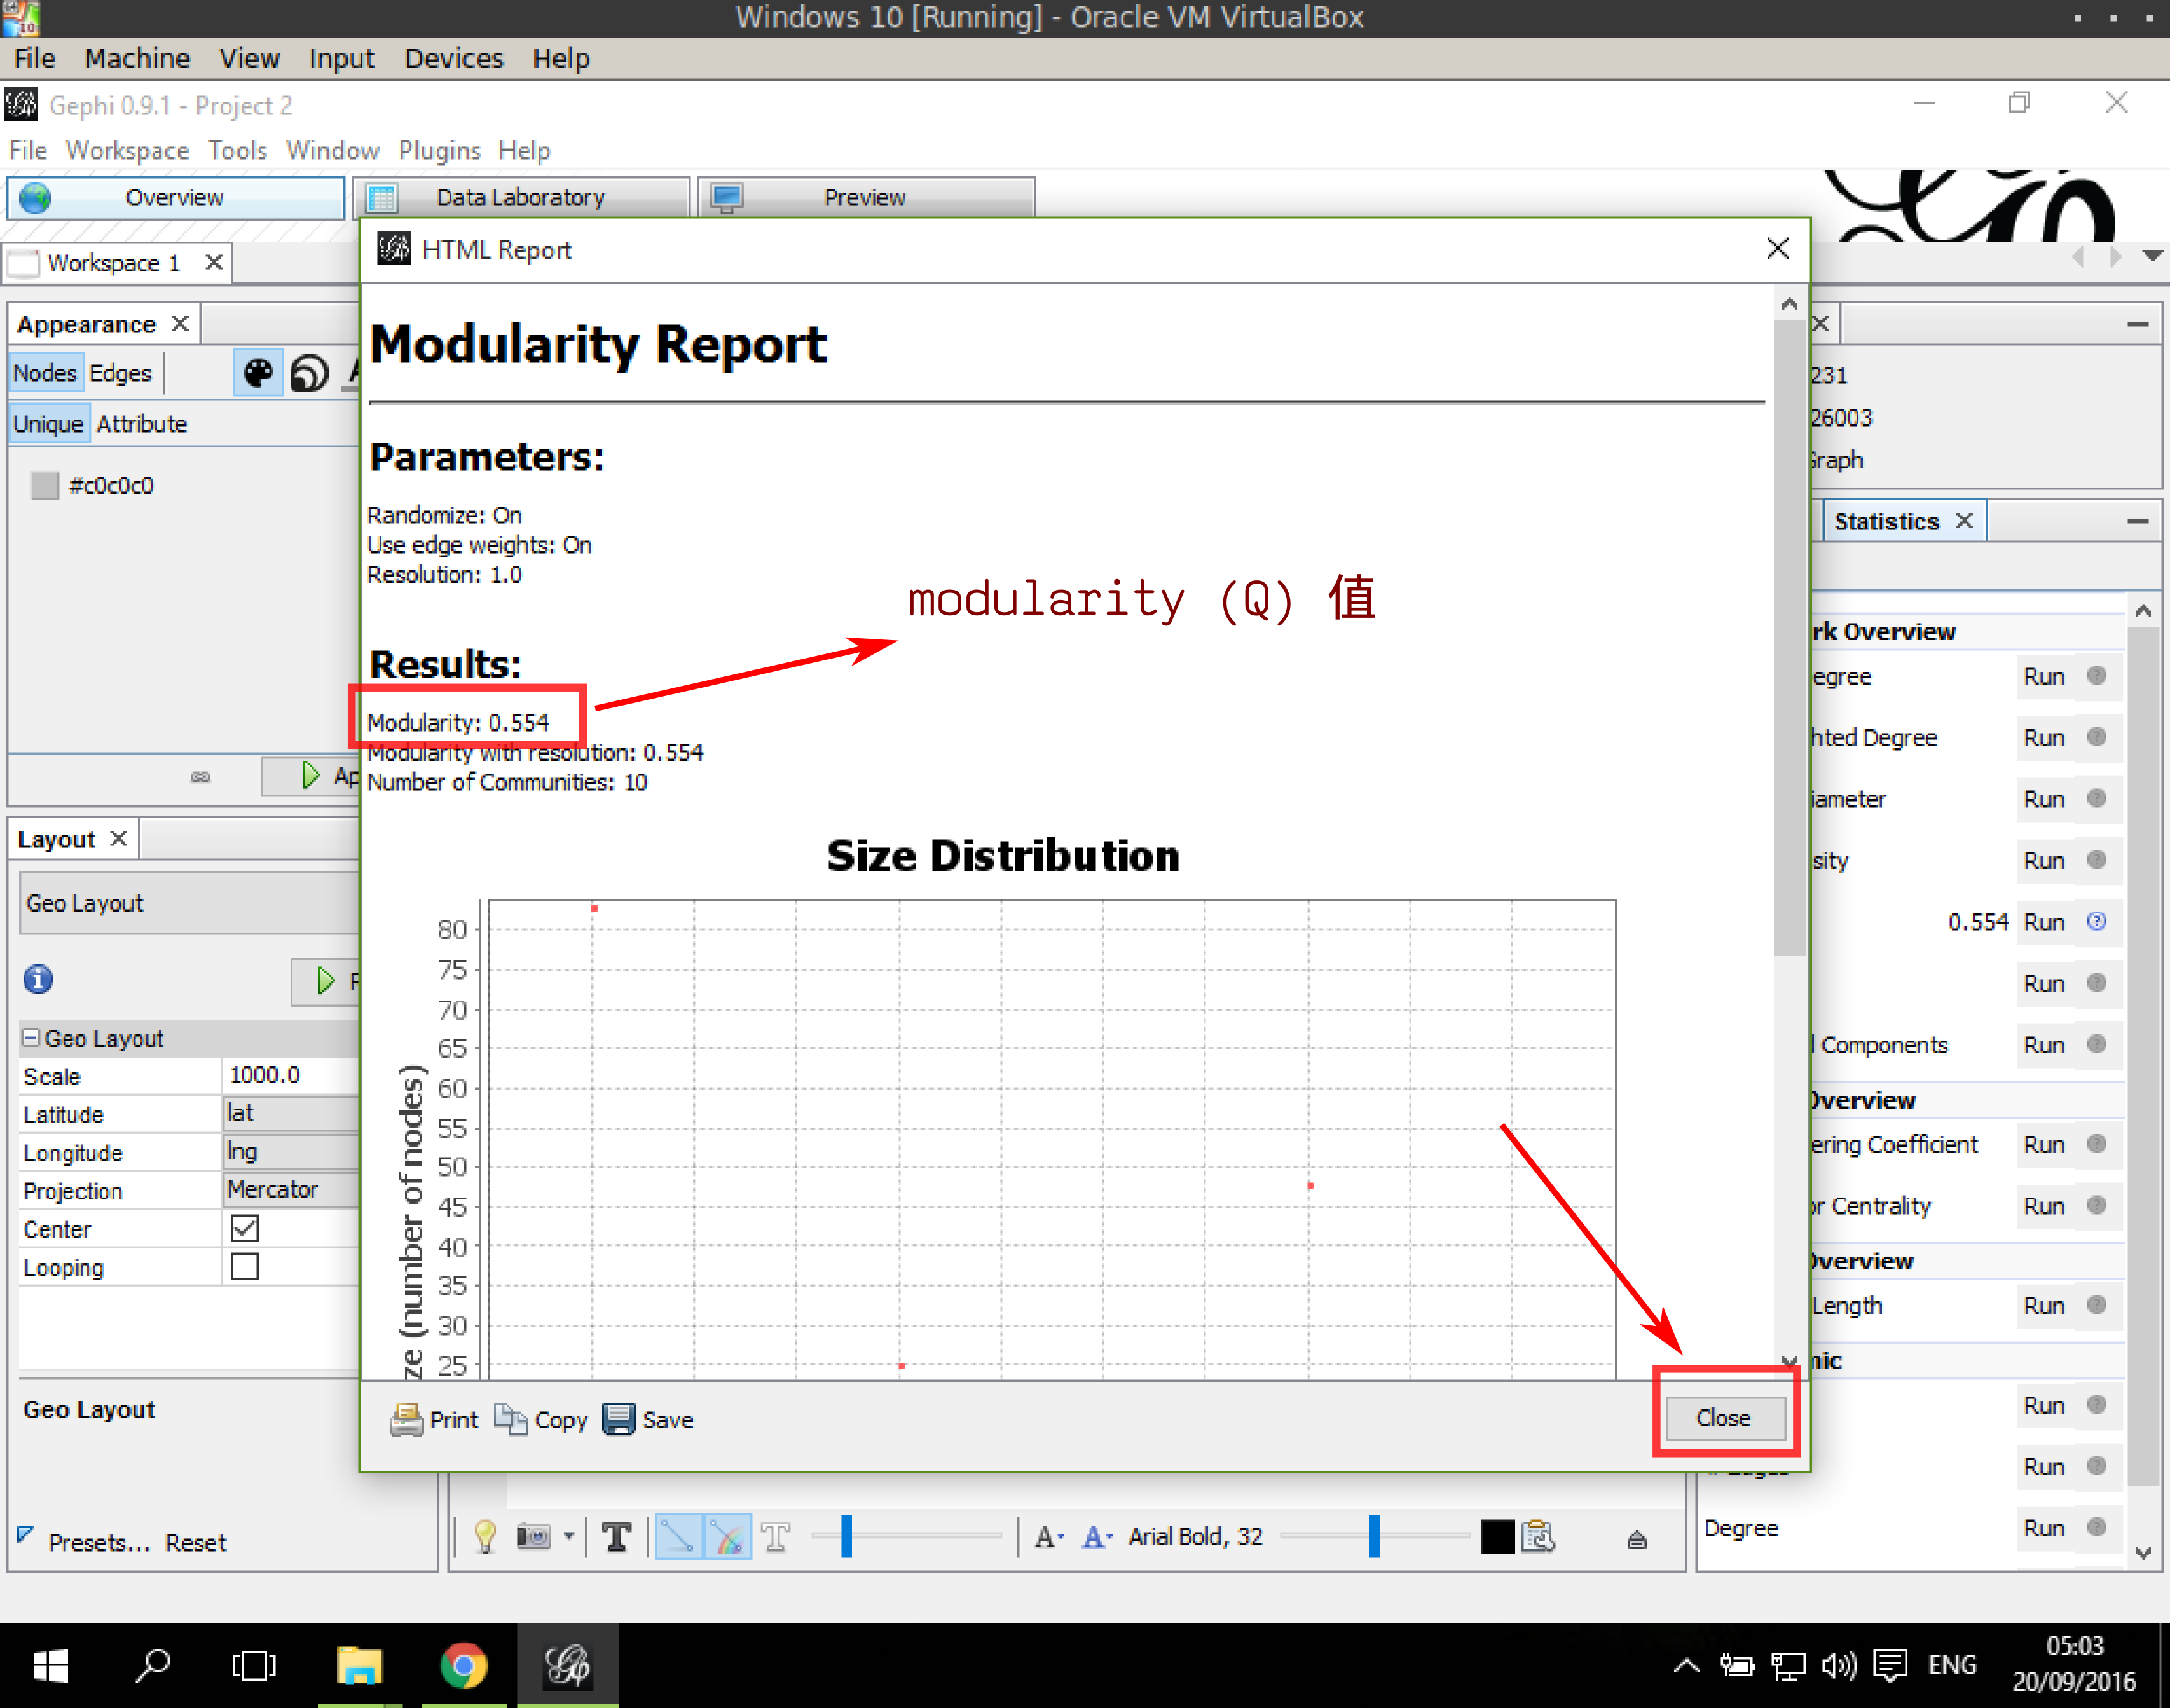 Windows 10 [Running] - Oracle VM VirtualBox
File Machine View Input Devices Help
Gephi 0.9.1 - Project 2
File Workspace Tools Window Plugins Help
Overview Data Laboratory Preview
Workspace 1
HTML Report
Appearance
Nodes Edges
Unique Attribute
#c0c0c0
Modularity Report
Parameters:
Randomize: On
Use edge weights: On
Resolution: 1.0
modularity (Q) 值
Results:
Modularity: 0.554
Modularity with resolution: 0.554
Number of Communities: 10
Size Distribution
80
75
70
65
60
55
50
45
40
35
30
25
ze (number of nodes)
Print Copy Save
Close
Layout
Geo Layout
Geo Layout
Scale 1000.0
Latitude lat
Longitude lng
Projection Mercator
Center
Looping
Geo Layout
Presets... Reset
231
26003
Graph
Statistics
rk Overview
egree Run
hted Degree Run
iameter Run
sity Run
0.554 Run
Run
Components Run
Overview
ering Coefficient Run
or Centrality Run
Overview
Length Run
mic
Run
Run
Degree Run
Arial Bold, 32
ENG
05:03
20/09/2016